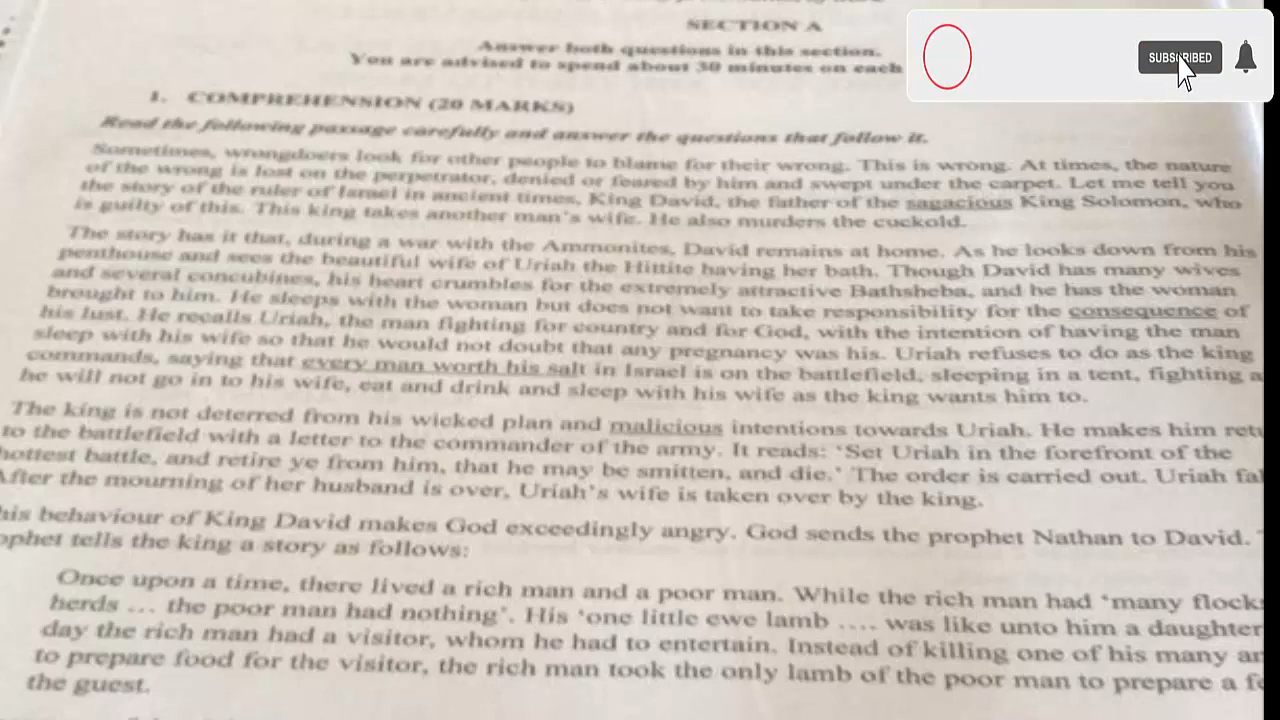 SECTION A
Answer both questions in this section.
You are advised to spend about 30 minutes on each
SUBSCRIBED
1. COMPREHENSION (20 MARKS)
Read the following passage carefully and answer the questions that follow it.
Sometimes, wrongdoers look for other people to blame for their wrong. This is wrong. At times, the nature
of the wrong is lost on the perpetrator, denied or feared by him and swept under the carpet. Let me tell you
the story of the ruler of Israel in ancient times, King David, the father of the sagacious King Solomon, who
is guilty of this. This king takes another man's wife. He also murders the cuckold.
The story has it that, during a war with the Ammonites, David remains at home. As he looks down from his
penthouse and sees the beautiful wife of Uriah the Hittite having her bath. Though David has many wives
and several concubines, his heart crumbles for the extremely attractive Bathsheba, and he has the woman
brought to him. He sleeps with the woman but does not want to take responsibility for the consequence of
his lust. He recalls Uriah, the man fighting for country and for God, with the intention of having the man
sleep with his wife so that he would not doubt that any pregnancy was his. Uriah refuses to do as the king
commands, saying that every man worth his salt in Israel is on the battlefield, sleeping in a tent, fighting a
he will not go in to his wife, eat and drink and sleep with his wife as the king wants him to.
The king is not deterred from his wicked plan and malicious intentions towards Uriah. He makes him retu
to the battlefield with a letter to the commander of the army. It reads: 'Set Uriah in the forefront of the
hottest battle, and retire ye from him, that he may be smitten, and die.' The order is carried out. Uriah fal
After the mourning of her husband is over, Uriah's wife is taken over by the king.
his behaviour of King David makes God exceedingly angry. God sends the prophet Nathan to David.
ophet tells the king a story as follows:
Once upon a time, there lived a rich man and a poor man. While the rich man had 'many flocks
herds ... the poor man had nothing'. His 'one little ewe lamb .... was like unto him a daughter
day the rich man had a visitor, whom he had to entertain. Instead of killing one of his many an
to prepare food for the visitor, the rich man took the only lamb of the poor man to prepare a fe
the guest.